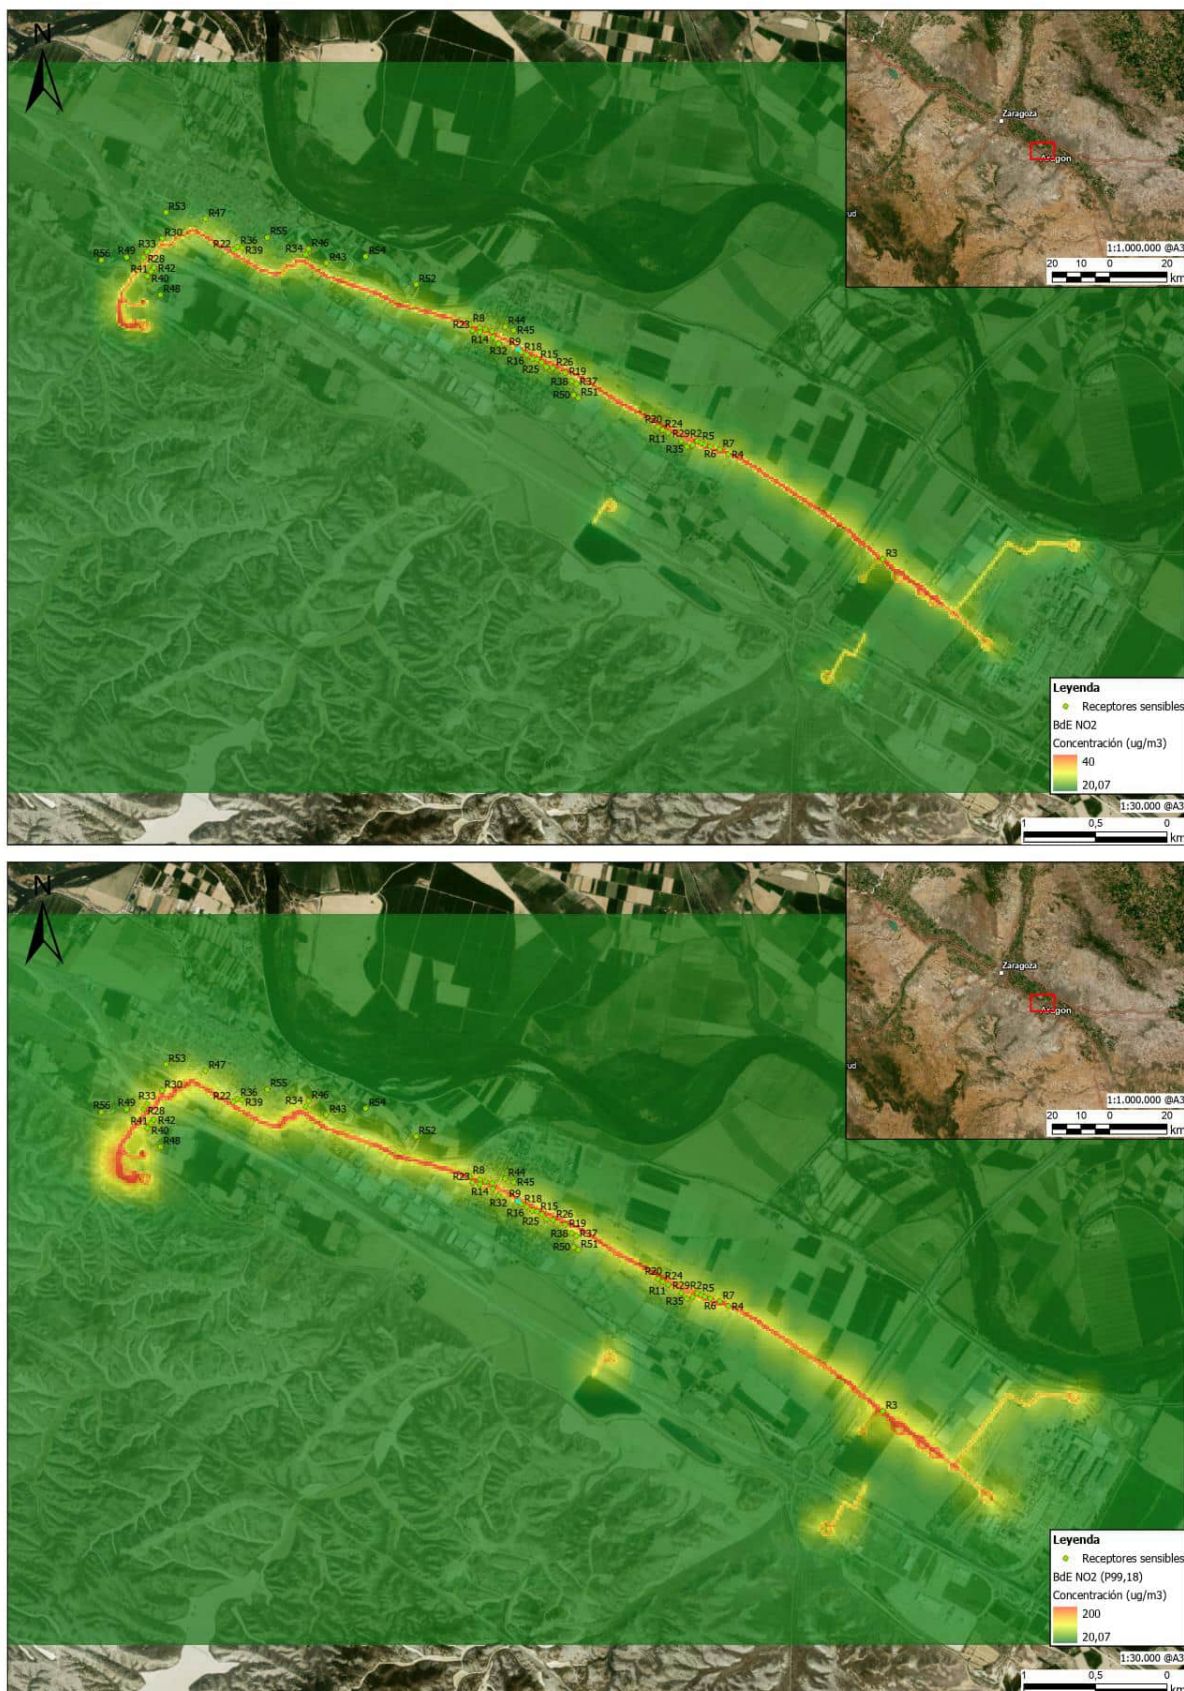 N
Zaragoza
Aragón
rud
1:1.000.000 @A3
20 10 0 20
km
R53
R47
R30
R22
R36
R55
R39
R34
R46
R43
R54
R56
R49
R33
R28
R41
R42
R40
R48
R52
R8
R44
R23
R45
R14
R9
R32
R18
R16
R15
R25
R26
R19
R38
R37
R50
R51
R20
R24
R11
R29
R2
R5
R35
R6
R7
R4
R3
Leyenda
Receptores sensibles
BdE NO2
Concentración (ug/m3)
40
20,07
1:30.000 @A3
1 0,5 0
km
N
Zaragoza
Aragón
rud
1:1.000.000 @A3
20 10 0 20
km
R53
R47
R30
R22
R36
R55
R39
R34
R46
R43
R54
R56
R49
R33
R28
R41
R42
R40
R48
R52
R8
R44
R23
R45
R14
R9
R32
R18
R16
R15
R25
R26
R19
R38
R37
R50
R51
R20
R24
R11
R29
R2
R5
R35
R6
R7
R4
R3
Leyenda
Receptores sensibles
BdE NO2 (P99,18)
Concentración (ug/m3)
200
20,07
1:30.000 @A3
1 0,5 0
km